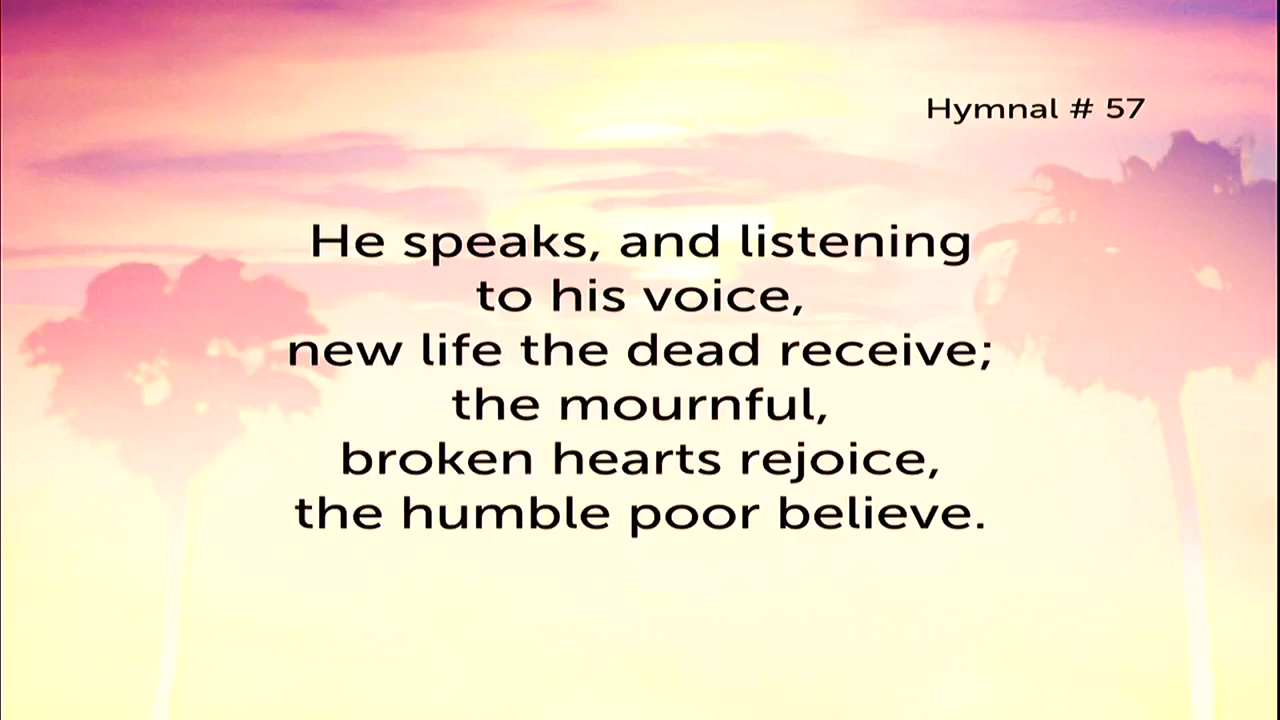 Hymnal # 57
He speaks, and listening
to his voice,
new life the dead receive;
the mournful,
broken hearts rejoice,
the humble poor believe.